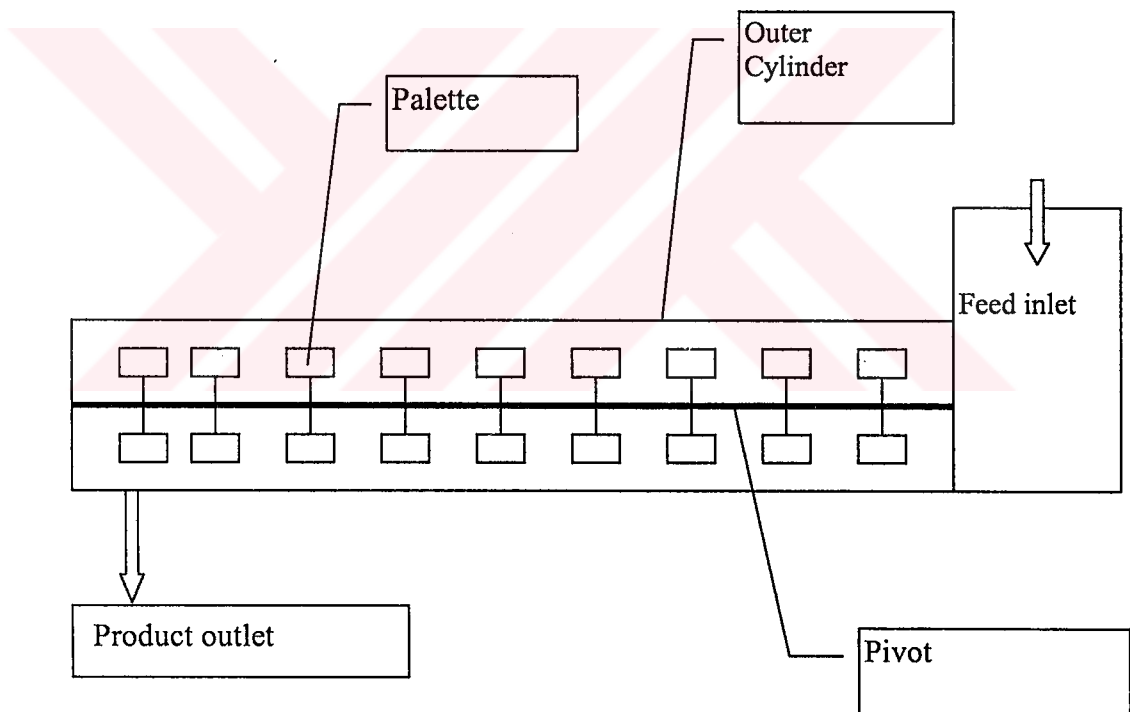 Outer
Cylinder
Palette
Feed inlet
Product outlet
Pivot